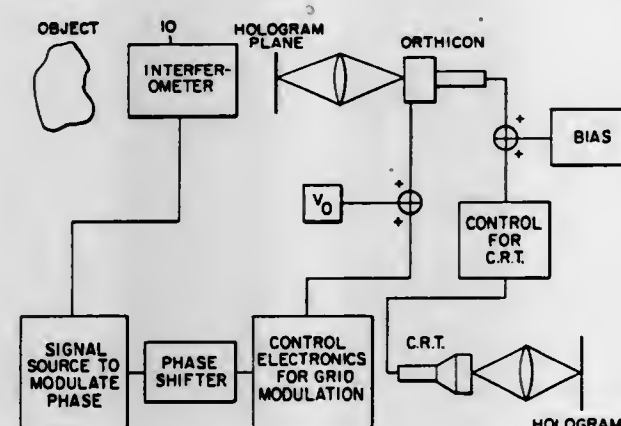 OBJECT
10
INTERFER-
OMETER
HOLOGRAM
PLANE
ORTHICON
BIAS
V0
CONTROL
FOR
C.R.T.
SIGNAL
SOURCE TO
MODULATE
PHASE
PHASE
SHIFTER
CONTROL
ELECTRONICS
FOR GRID
MODULATION
C.R.T.
HOLOGRAM
+
+
+
+